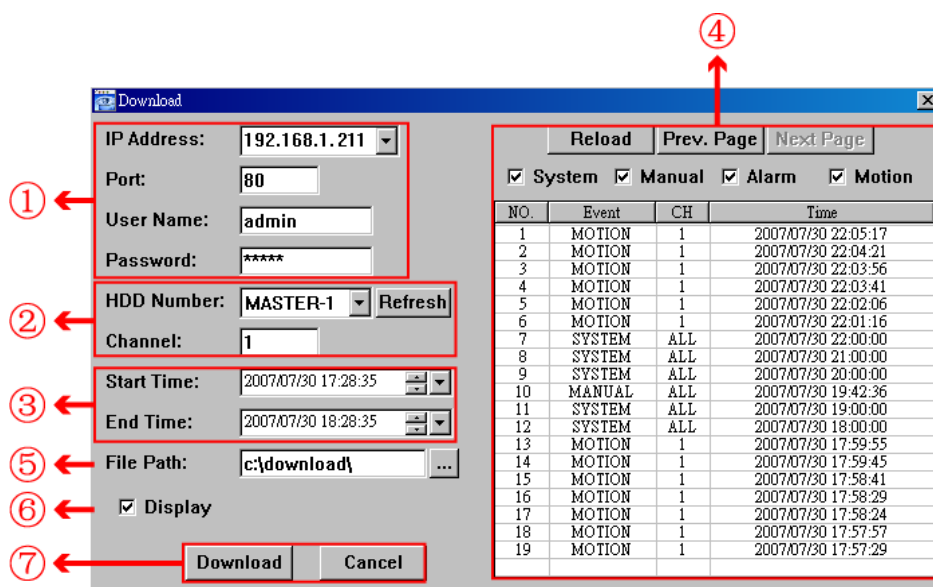 ④
Download
① IP Address: 192.168.1.211
Port: 80
User Name: admin
Password: *****
② HDD Number: MASTER-1 Refresh
Channel: 1
③ Start Time: 2007/07/30 17:28:35
End Time: 2007/07/30 18:28:35
⑤ File Path: c:\download\ ...
⑥ Display
⑦ Download Cancel
Reload Prev. Page Next Page
System Manual Alarm Motion
NO. Event CH Time
1 MOTION 1 2007/07/30 22:05:17
2 MOTION 1 2007/07/30 22:04:21
3 MOTION 1 2007/07/30 22:03:56
4 MOTION 1 2007/07/30 22:03:41
5 MOTION 1 2007/07/30 22:02:06
6 MOTION 1 2007/07/30 22:01:16
7 SYSTEM ALL 2007/07/30 22:00:00
8 SYSTEM ALL 2007/07/30 21:00:00
9 SYSTEM ALL 2007/07/30 20:00:00
10 MANUAL ALL 2007/07/30 19:42:36
11 SYSTEM ALL 2007/07/30 19:00:00
12 SYSTEM ALL 2007/07/30 18:00:00
13 MOTION 1 2007/07/30 17:59:55
14 MOTION 1 2007/07/30 17:59:45
15 MOTION 1 2007/07/30 17:58:41
16 MOTION 1 2007/07/30 17:58:29
17 MOTION 1 2007/07/30 17:58:24
18 MOTION 1 2007/07/30 17:57:57
19 MOTION 1 2007/07/30 17:57:29